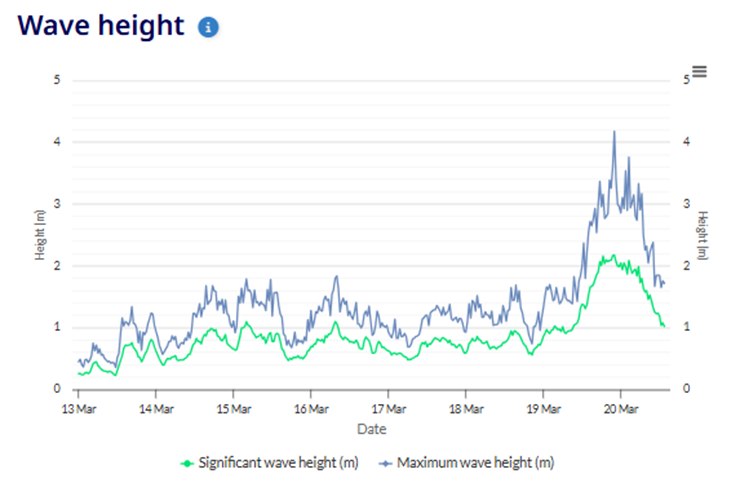 Wave height
5 5
4 4
3 3
2 2
1 1
0 0
Height (m)
Height (m)
13 Mar 14 Mar 15 Mar 16 Mar 17 Mar 18 Mar 19 Mar 20 Mar
Date
Significant wave height (m) Maximum wave height (m)